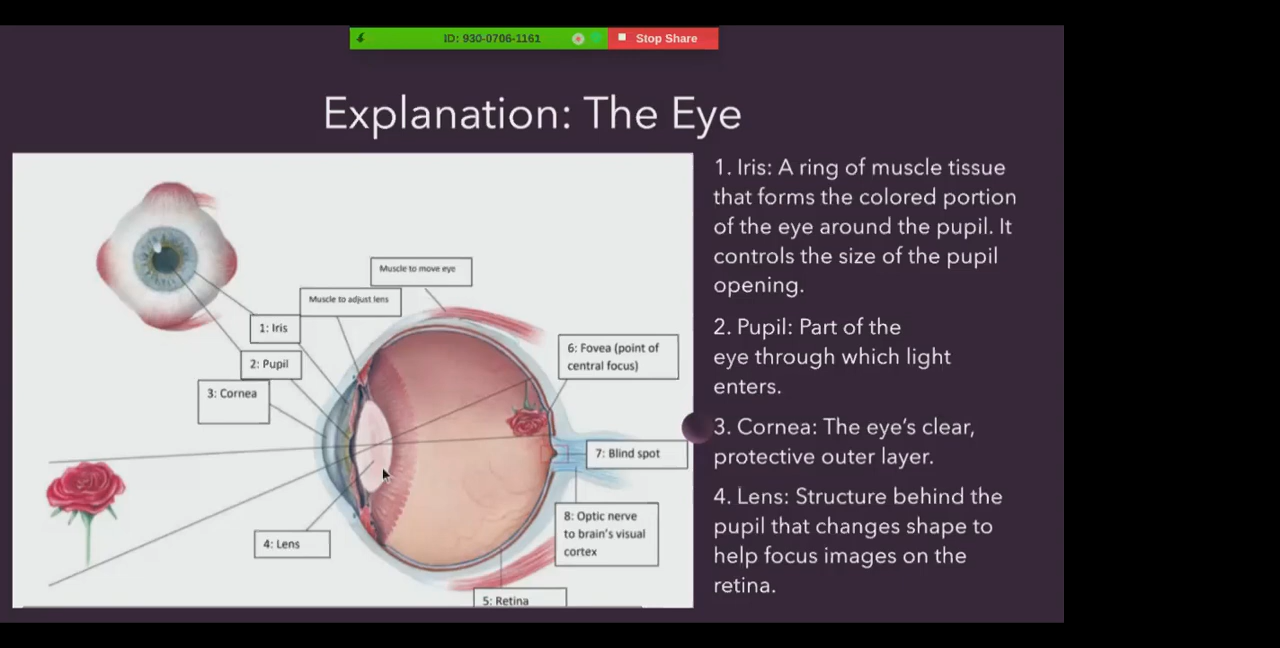 ID: 930-0706-1161
Stop Share
Explanation: The Eye
Muscle to move eye
Muscle to adjust lens
1: Iris
2: Pupil
3: Cornea
4: Lens
6: Fovea (point of
central focus)
7: Blind spot
8: Optic nerve
to brain's visual
cortex
5: Retina
1. Iris: A ring of muscle tissue
that forms the colored portion
of the eye around the pupil. It
controls the size of the pupil
opening.
2. Pupil: Part of the
eye through which light
enters.
3. Cornea: The eye's clear,
protective outer layer.
4. Lens: Structure behind the
pupil that changes shape to
help focus images on the
retina.